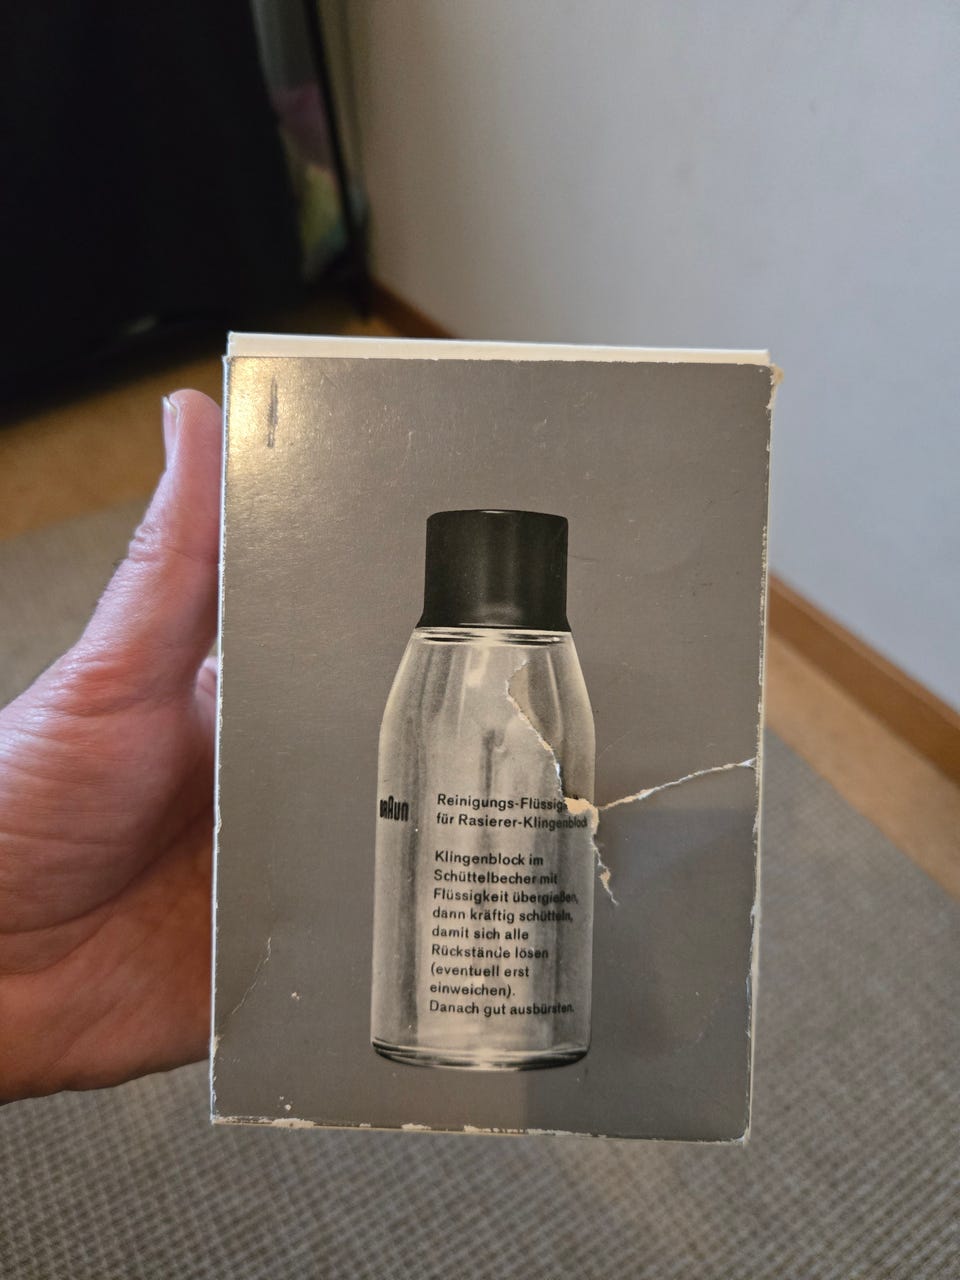 BRAUN
Reinigungs-Flüssig
für Rasierer-Klingenblock
Klingenblock im
Schüttelbecher mit
Flüssigkeit übergießen,
dann kräftig schütteln,
damit sich alle
Rückstände lösen
(eventuell erst
einweichen).
Danach gut ausbürsten.